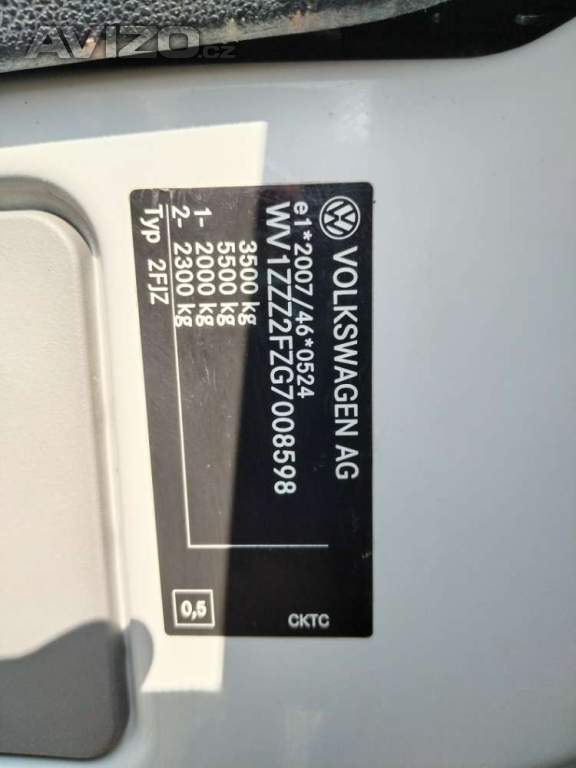 AVIZO.cz
VOLKSWAGEN AG
e1*2007/46*0524
WV1ZZZ2FZG7008598
3500 kg
5500 kg
1- 2000 kg
2- 2300 kg
Typ 2FJZ
0,5
CKTC